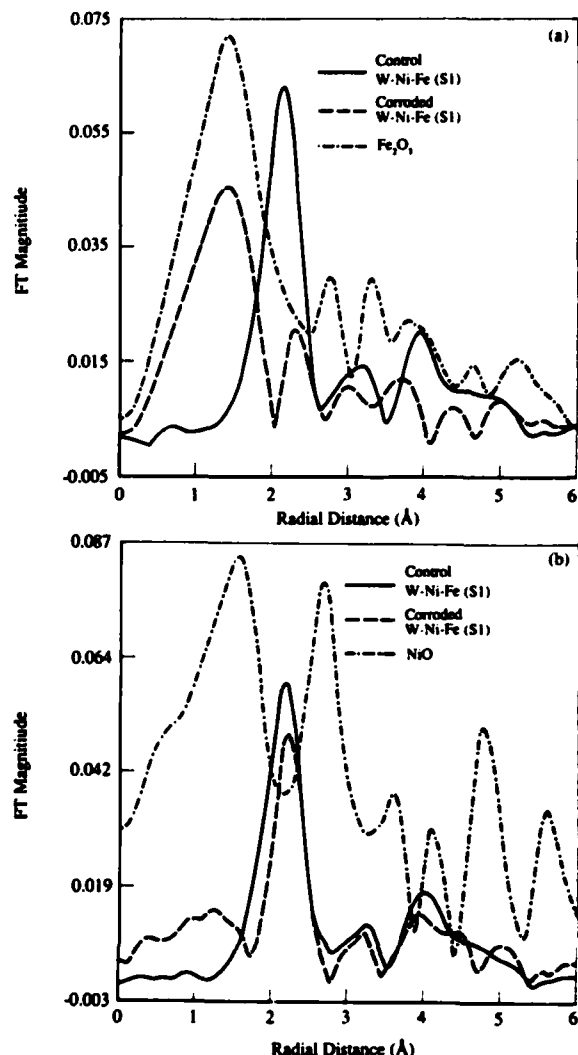 (a)
0.075
0.055
0.035
0.015
-0.005
FT Magnitiude
Control
W-Ni-Fe (S1)
Corroded
W-Ni-Fe (S1)
Fe₂O₃
0 1 2 3 4 5 6
Radial Distance (Å)
(b)
0.087
0.064
0.042
0.019
-0.003
FT Magnitiude
Control
W-Ni-Fe (S1)
Corroded
W-Ni-Fe (S1)
NiO
0 1 2 3 4 5 6
Radial Distance (Å)